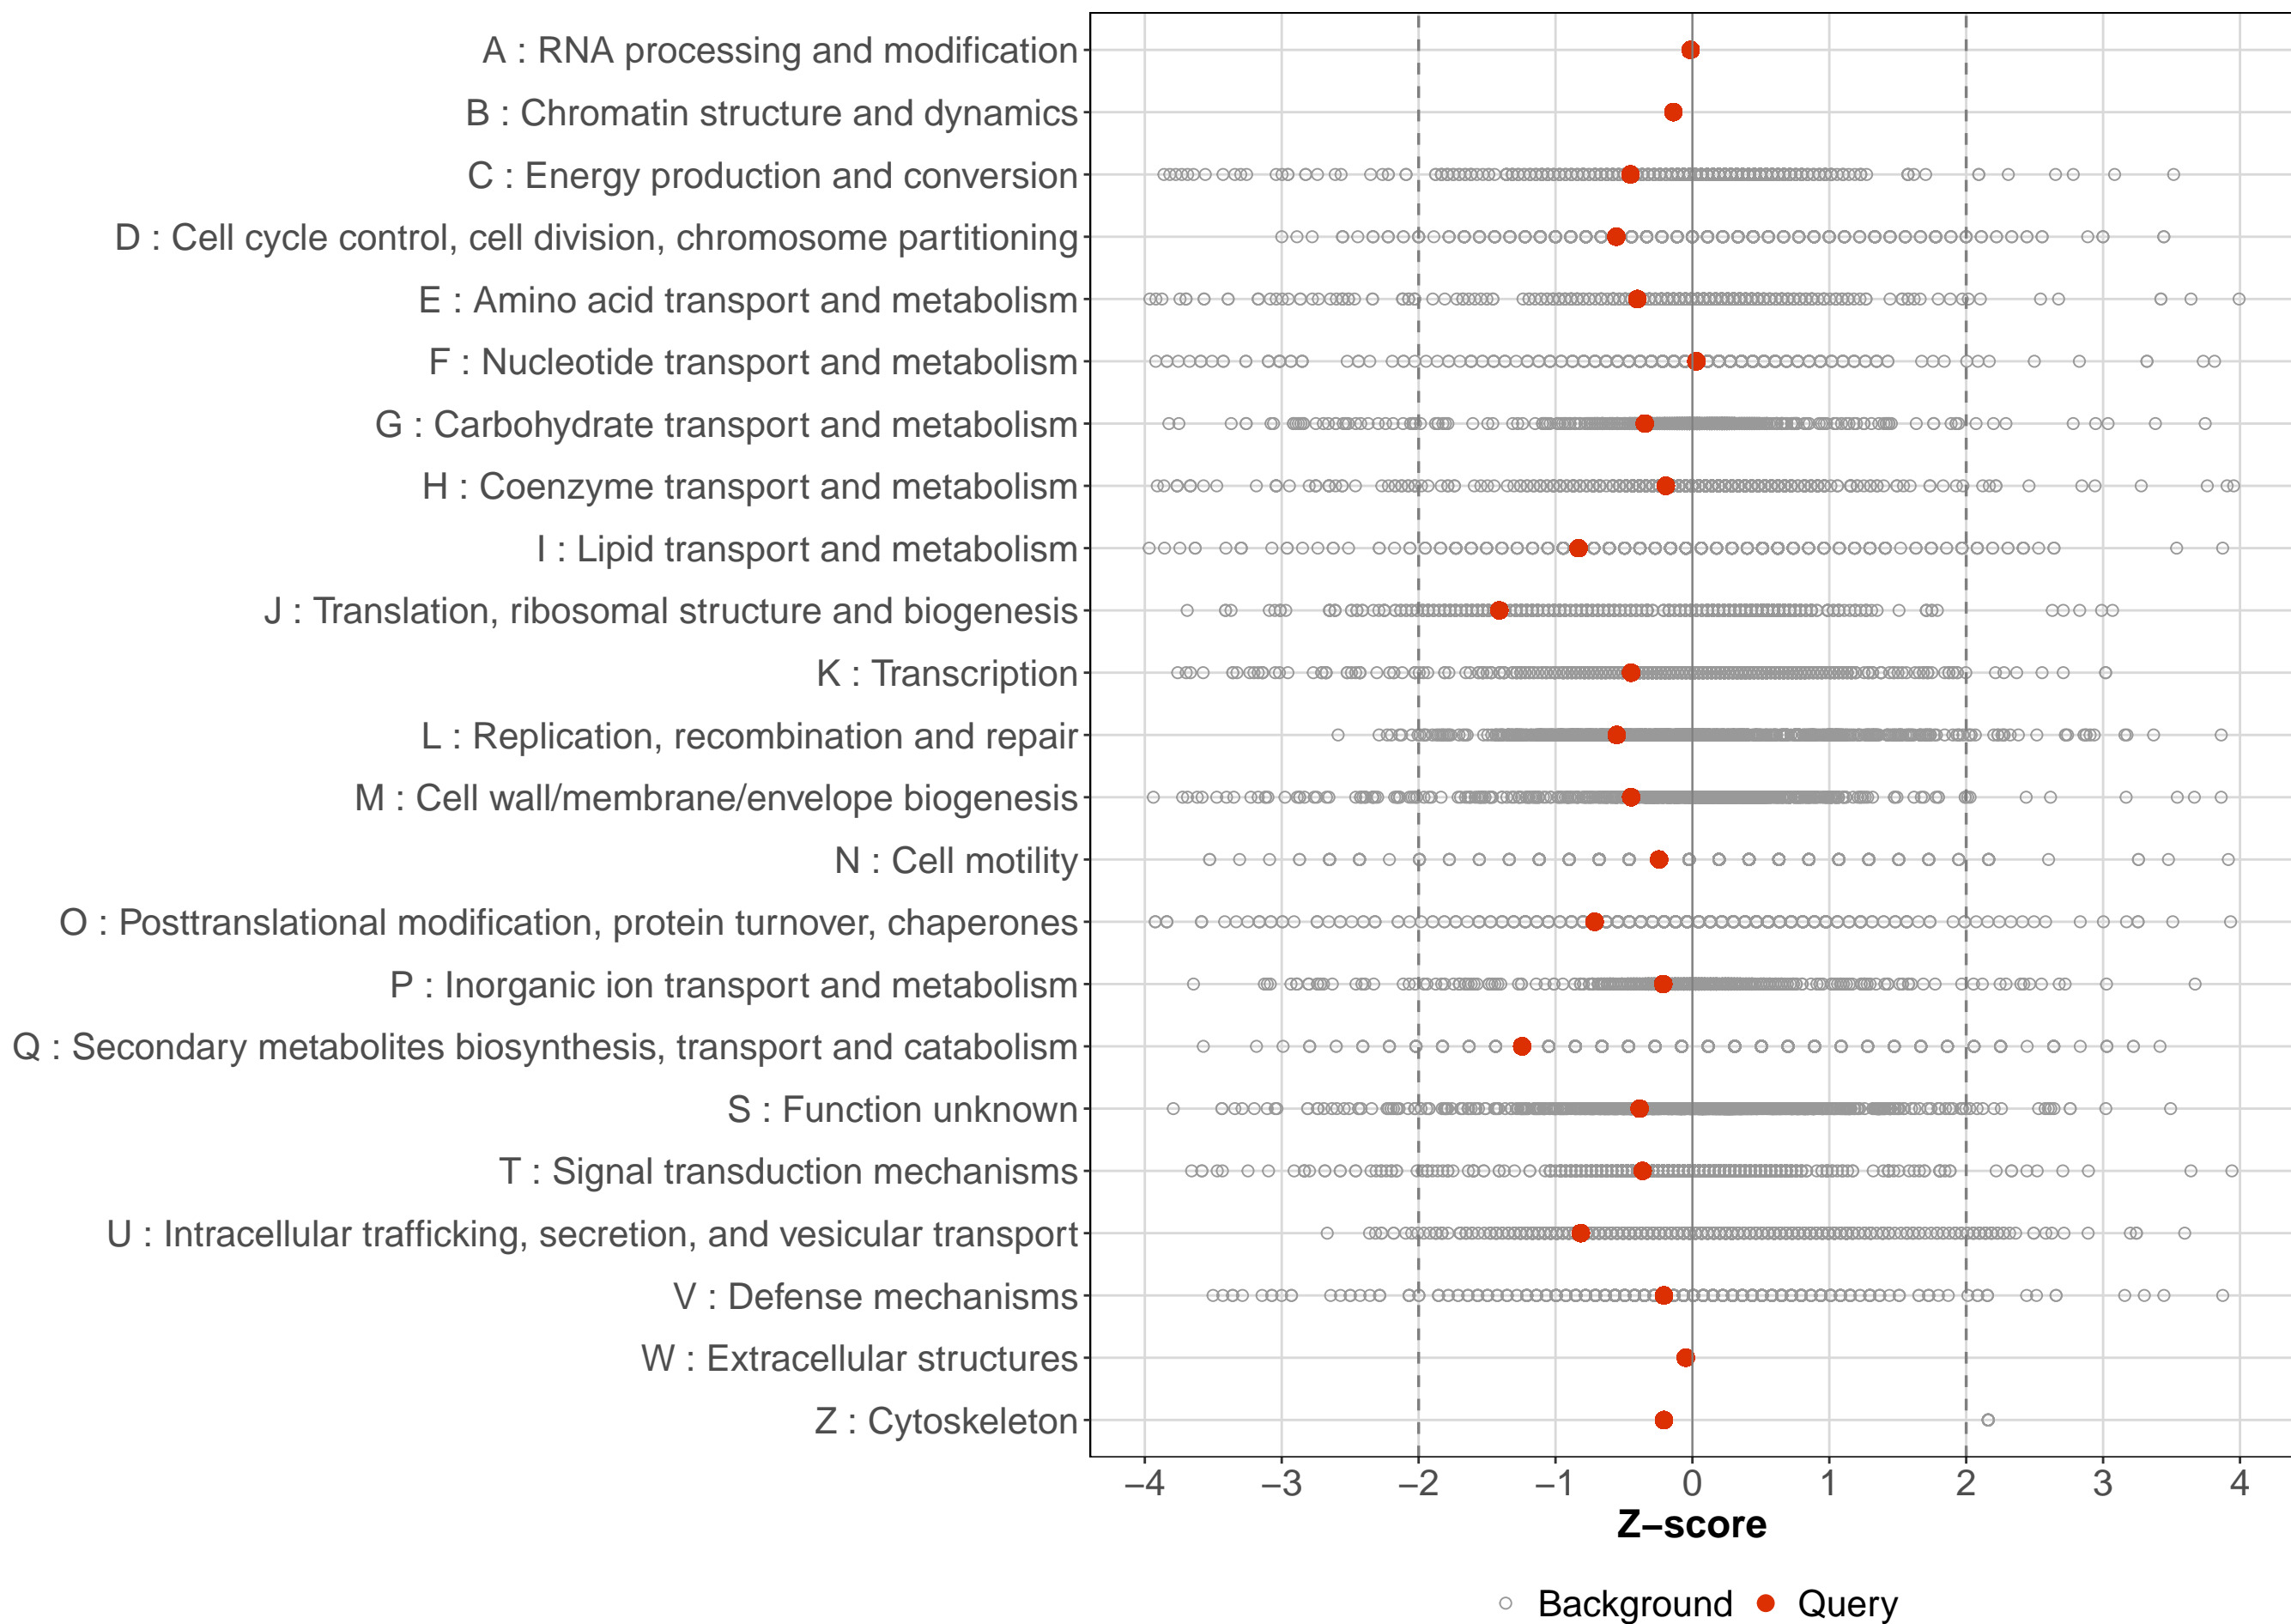 A : RNA processing and modification
B : Chromatin structure and dynamics
C : Energy production and conversion
D : Cell cycle control, cell division, chromosome partitioning
E : Amino acid transport and metabolism
F : Nucleotide transport and metabolism
G : Carbohydrate transport and metabolism
H : Coenzyme transport and metabolism
I : Lipid transport and metabolism
J : Translation, ribosomal structure and biogenesis
K : Transcription
L : Replication, recombination and repair
M : Cell wall/membrane/envelope biogenesis
N : Cell motility
O : Posttranslational modification, protein turnover, chaperones
P : Inorganic ion transport and metabolism
Q : Secondary metabolites biosynthesis, transport and catabolism
S : Function unknown
T : Signal transduction mechanisms
U : Intracellular trafficking, secretion, and vesicular transport
V : Defense mechanisms
W : Extracellular structures
Z : Cytoskeleton
−4 −3 −2 −1 0 1 2 3 4
Z−score
Background Query